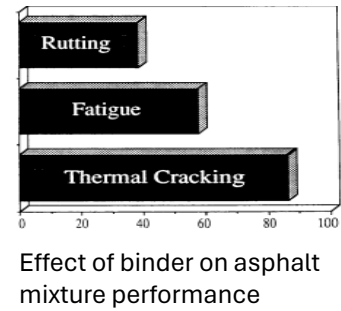 Rutting
Fatigue
Thermal Cracking
0 20 40 60 80 100
Effect of binder on asphalt
mixture performance